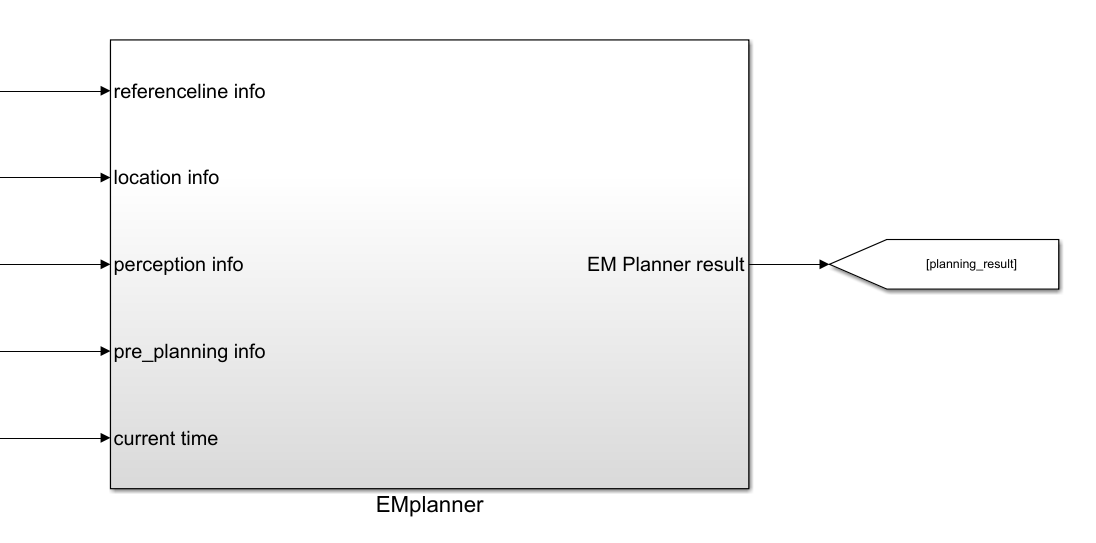 referenceline info
location info
perception info
EM Planner result
[planning_result]
pre_planning info
current time
EMplanner